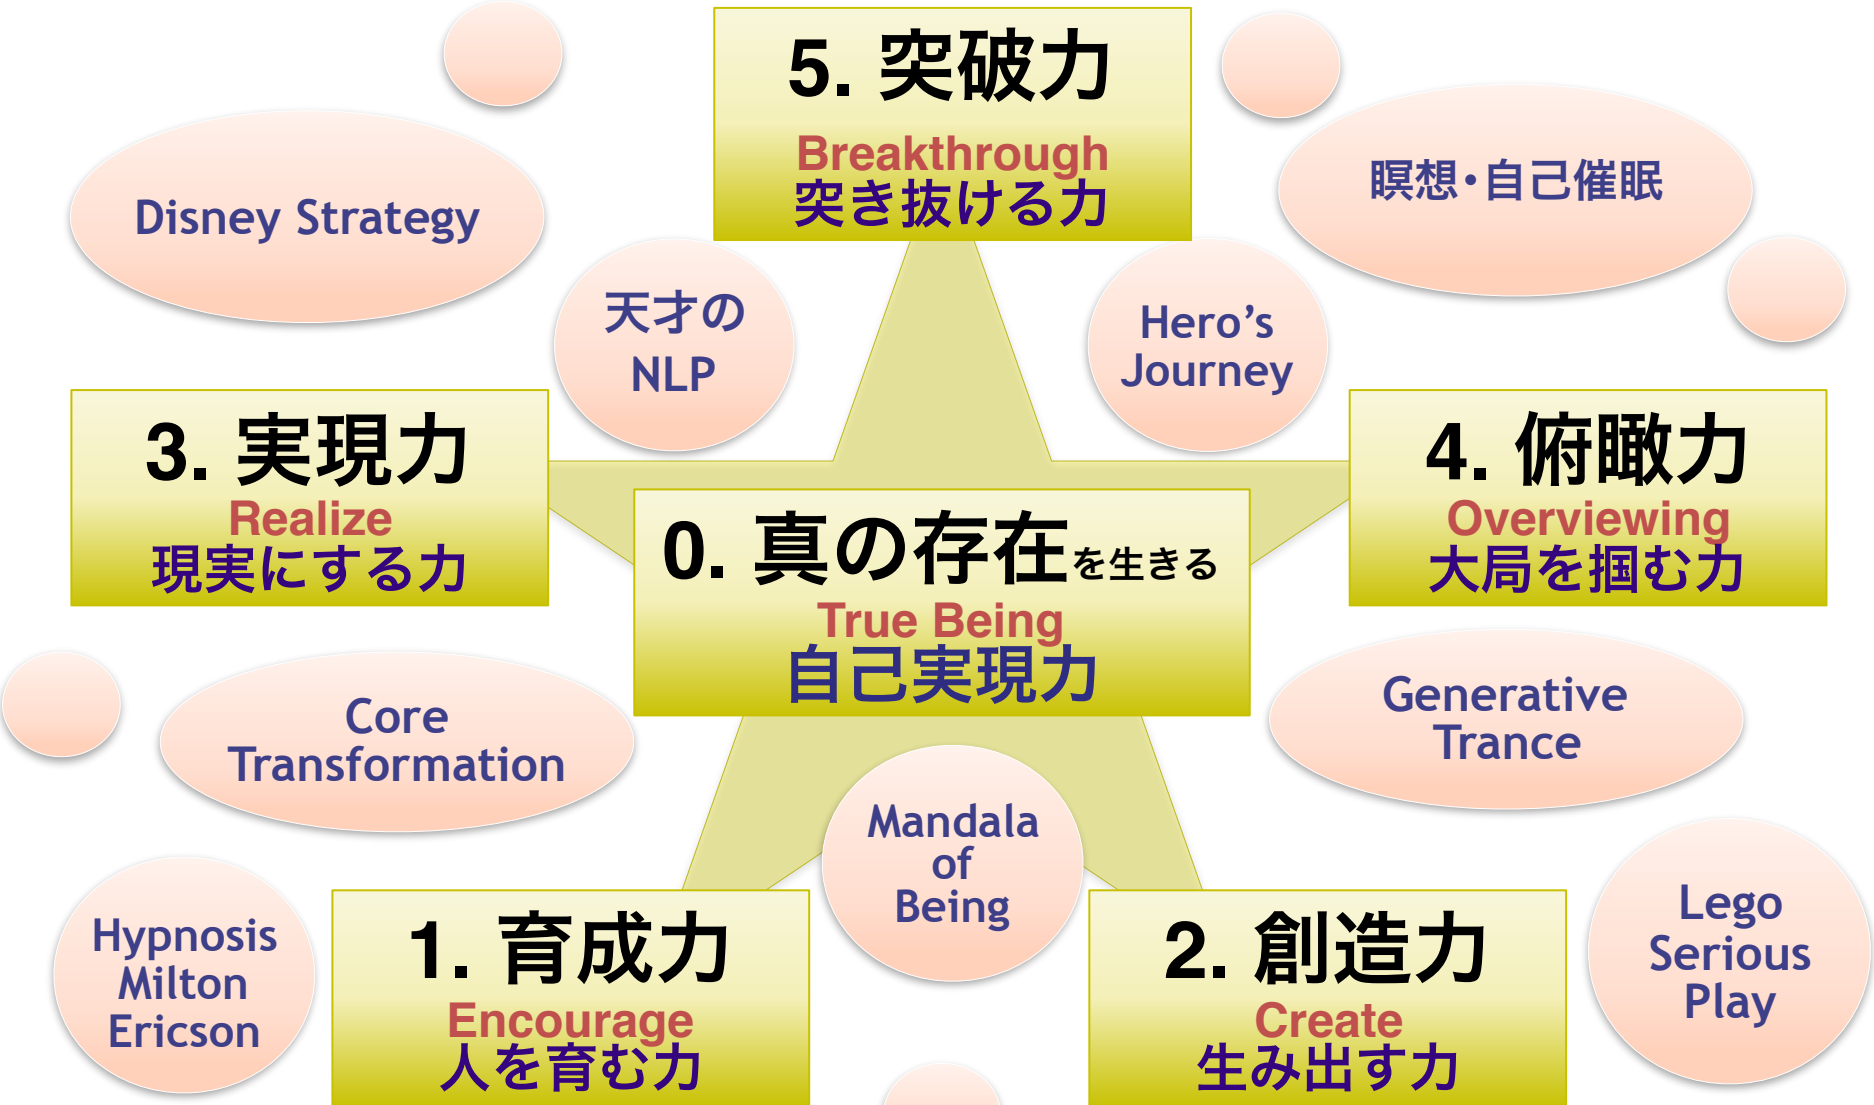 5. 突破力
Breakthrough
突き抜ける力
Disney Strategy
瞑想・自己催眠
天才の
NLP
Hero’s
Journey
3. 実現力
Realize
現実にする力
4. 俯瞰力
Overviewing
大局を掴む力
0. 真の存在を生きる
True Being
自己実現力
Core
Transformation
Generative
Trance
Mandala
of
Being
Hypnosis
Milton
Ericson
1. 育成力
Encourage
人を育む力
2. 創造力
Create
生み出す力
Lego
Serious
Play